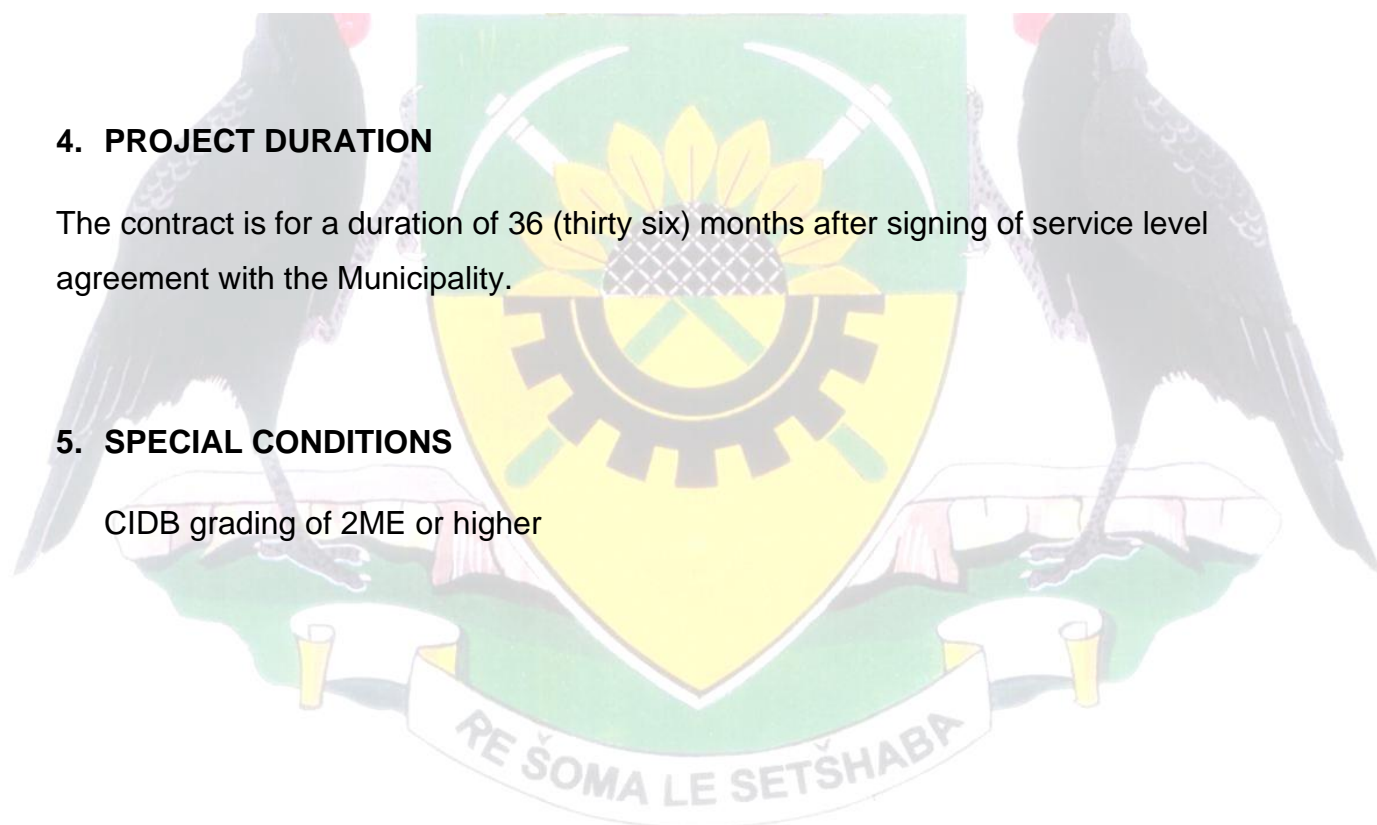 4. PROJECT DURATION
The contract is for a duration of 36 (thirty six) months after signing of service level
agreement with the Municipality.
5. SPECIAL CONDITIONS
CIDB grading of 2ME or higher
RE ŠOMA LE SETŠHABA